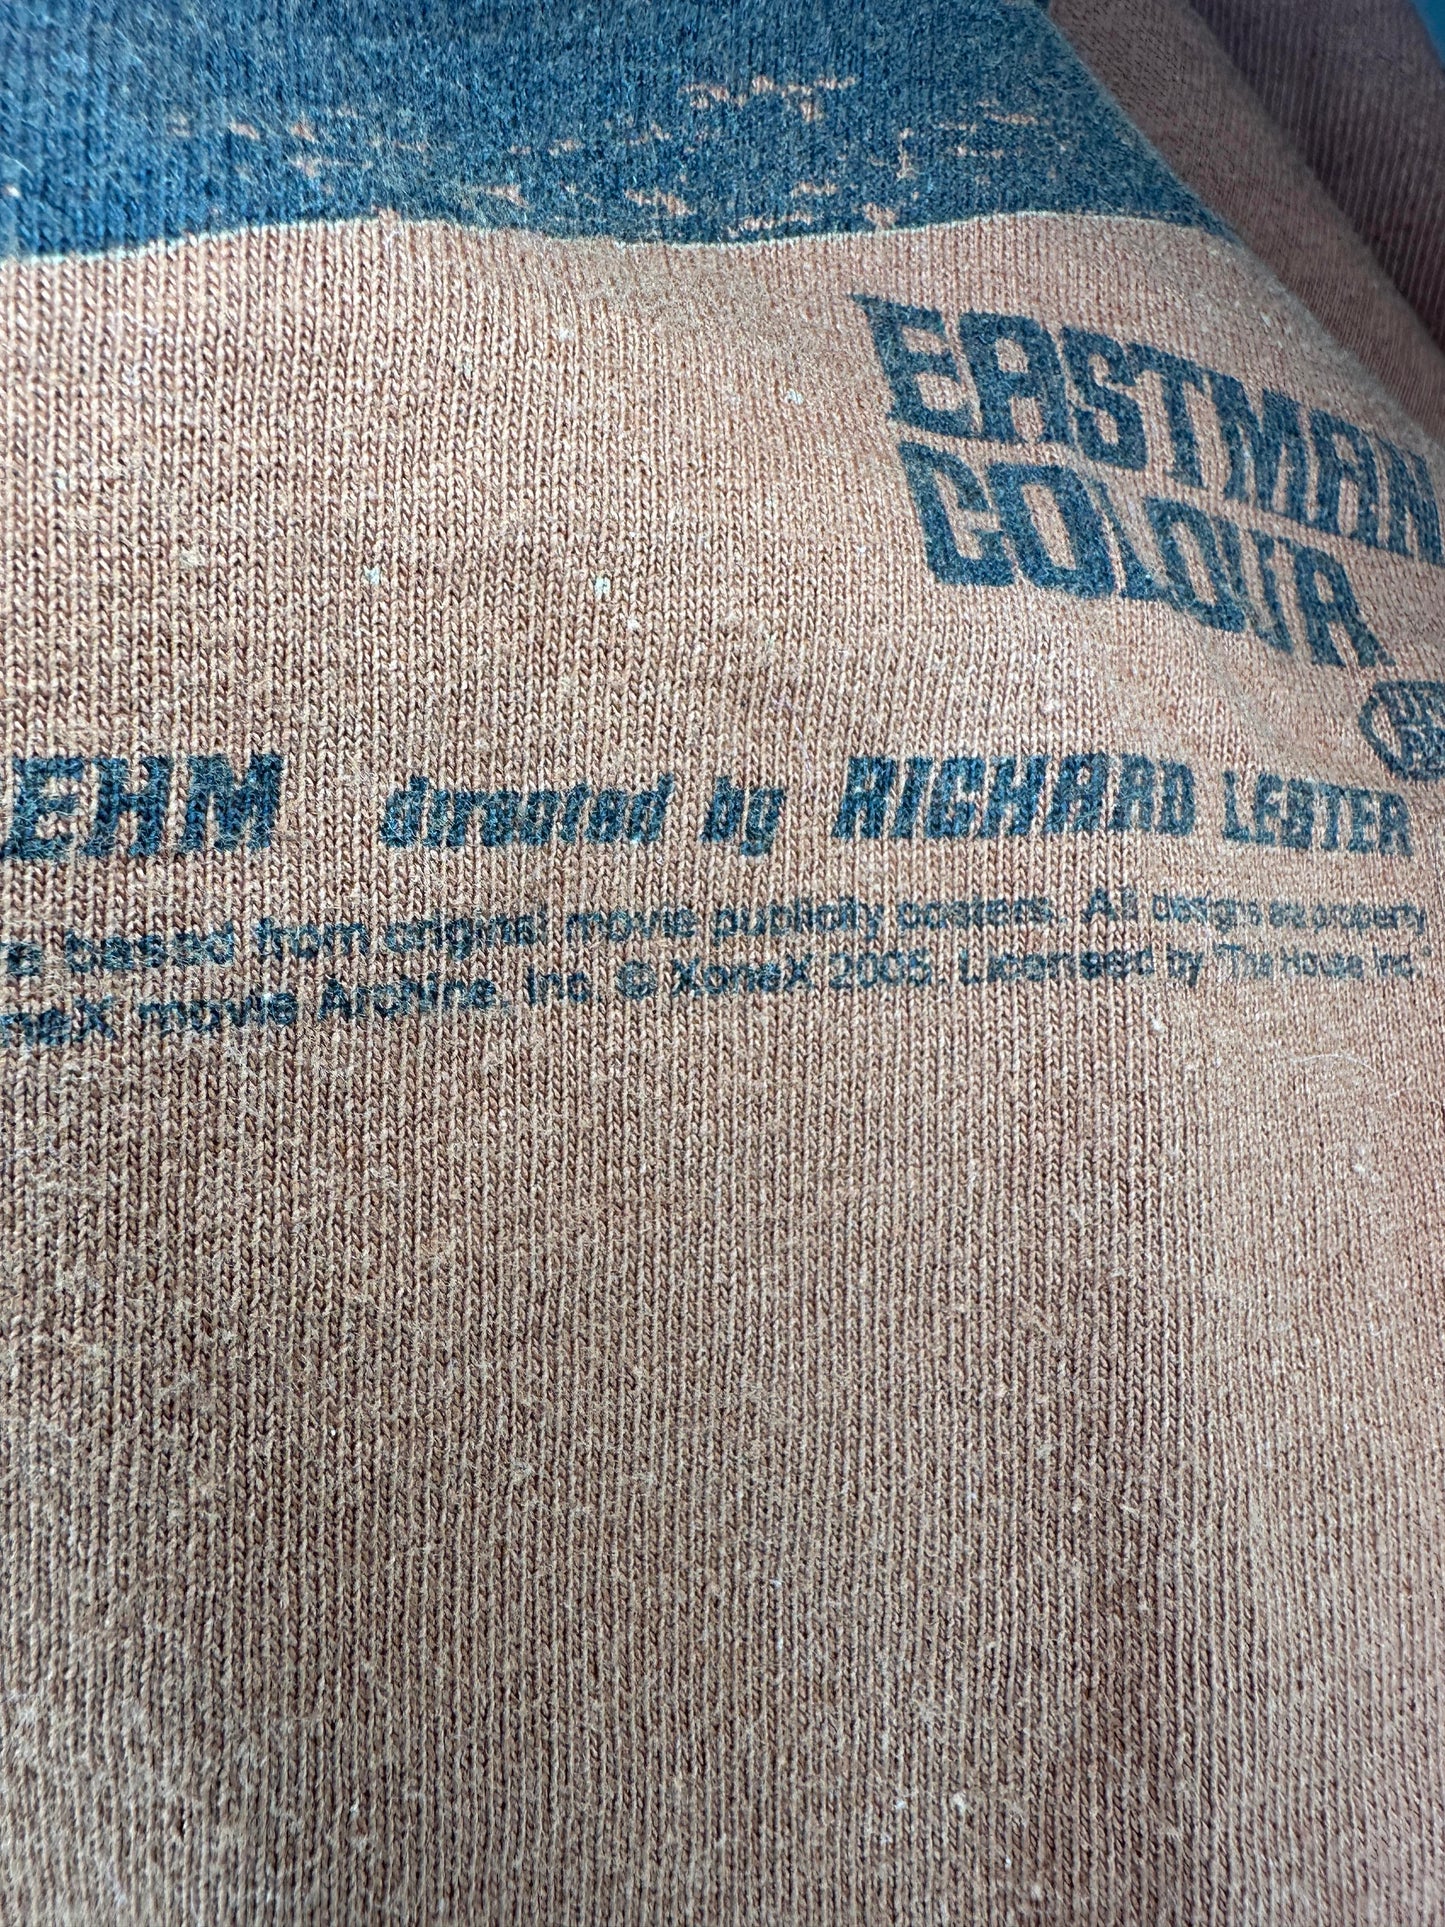 EASTMAN
COLOUR
EHM directed by RICHARD LESTER
is based from original movie publicity posters. All designs are property
neX movie Archive, Inc. © XoneX 2005. Licensed by The House Inc.